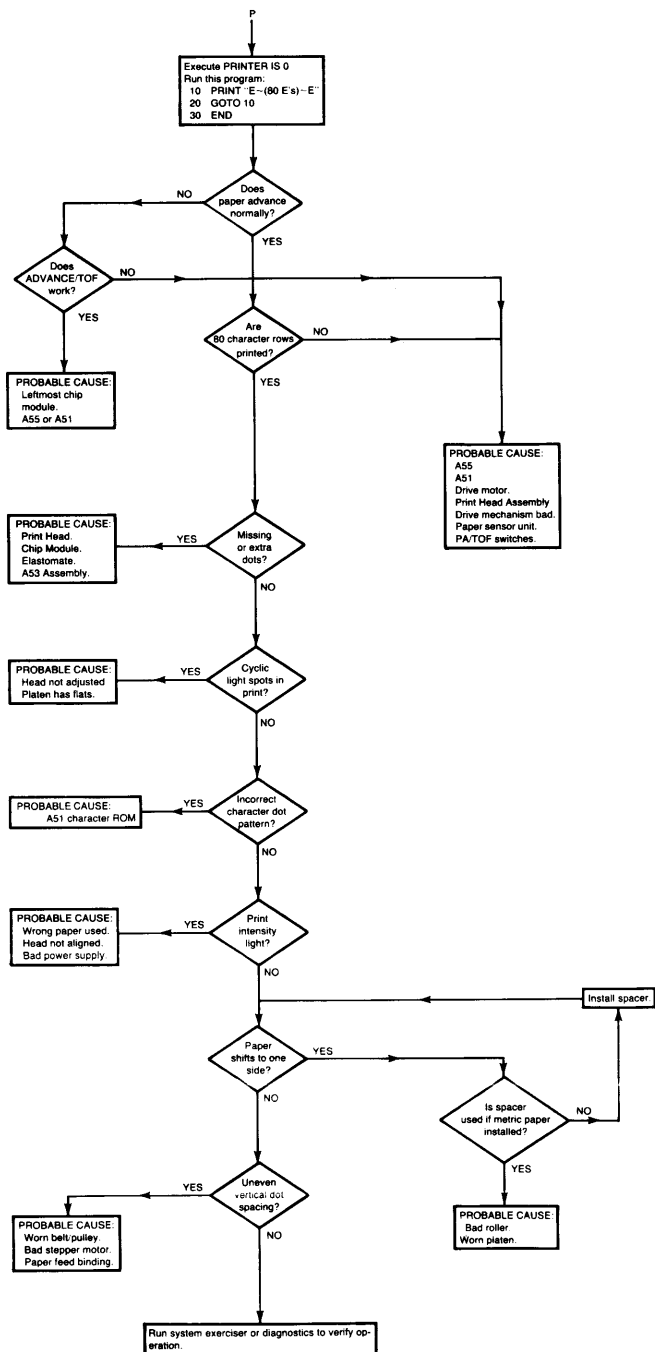 P
Execute PRINTER IS 0
Run this program:
10 PRINT "E~(80 E's)~E"
20 GOTO 10
30 END
Does
paper advance
normally?
NO
YES
Does
ADVANCE/TOF
work?
NO
YES
Are
80 character rows
printed?
NO
YES
PROBABLE CAUSE:
Leftmost chip
module.
A55 or A51
PROBABLE CAUSE:
A55
A51
Drive motor.
Print Head Assembly
Drive mechanism bad.
Paper sensor unit.
PA/TOF switches.
Missing
or extra
dots?
YES
NO
PROBABLE CAUSE:
Print Head.
Chip Module.
Elastomate.
A53 Assembly.
Cyclic
light spots in
print?
YES
NO
PROBABLE CAUSE:
Head not adjusted
Platen has flats.
Incorrect
character dot
pattern?
YES
NO
PROBABLE CAUSE:
A51 character ROM
Print
intensity
light?
YES
NO
PROBABLE CAUSE:
Wrong paper used.
Head not aligned.
Bad power supply.
Install spacer.
Paper
shifts to one
side?
YES
NO
Is spacer
used if metric paper
installed?
NO
YES
PROBABLE CAUSE:
Bad roller.
Worn platen.
Uneven
vertical dot
spacing?
YES
NO
PROBABLE CAUSE:
Worn belt/pulley.
Bad stepper motor.
Paper feed binding.
Run system exerciser or diagnostics to verify op-
eration.